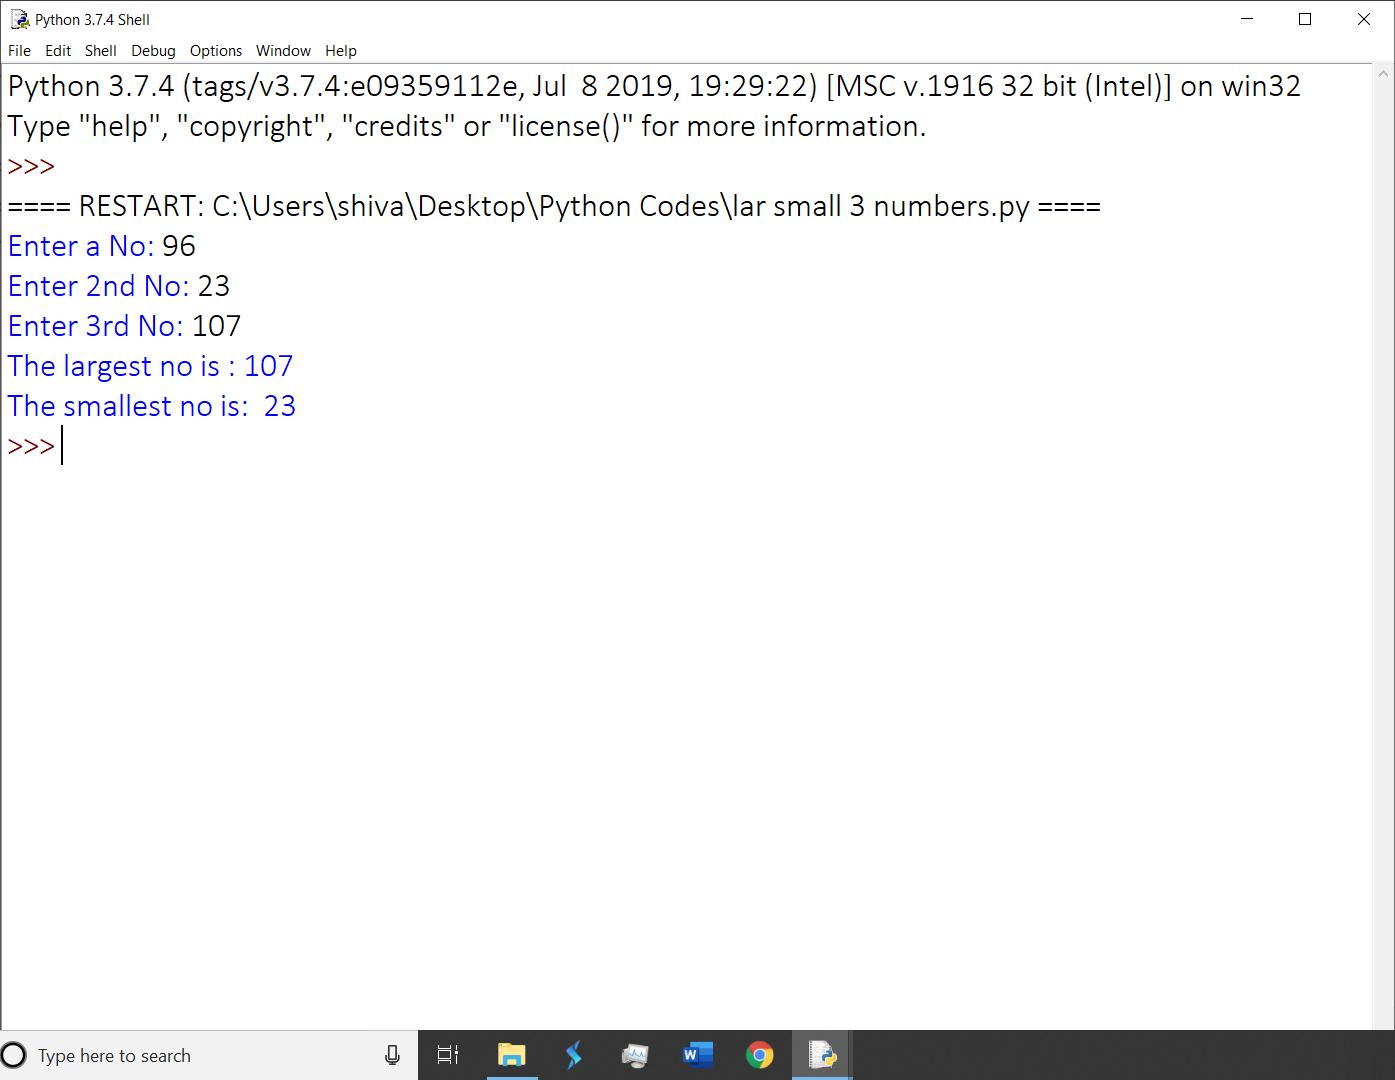 Python 3.7.4 Shell
File Edit Shell Debug Options Window Help
Python 3.7.4 (tags/v3.7.4:e09359112e, Jul  8 2019, 19:29:22) [MSC v.1916 32 bit (Intel)] on win32
Type "help", "copyright", "credits" or "license()" for more information.
>>>
==== RESTART: C:\Users\shiva\Desktop\Python Codes\lar small 3 numbers.py ====
Enter a No: 96
Enter 2nd No: 23
Enter 3rd No: 107
The largest no is : 107
The smallest no is:  23
>>>
Type here to search
W